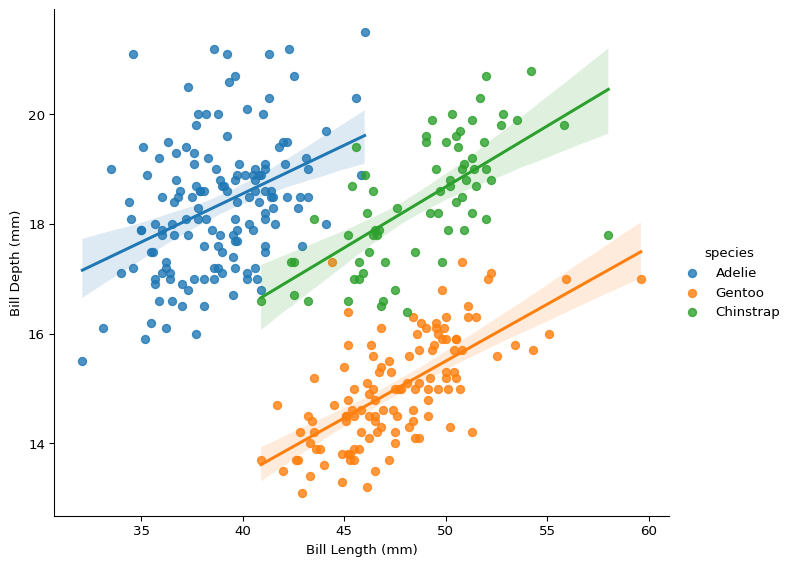 20
18
16
14
Bill Depth (mm)
35 40 45 50 55 60
Bill Length (mm)
species
Adelie
Gentoo
Chinstrap